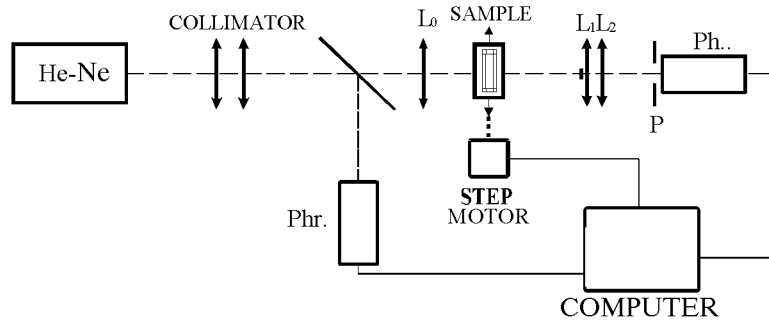 COLLIMATOR
L₀
SAMPLE
L₁L₂
Ph..
He-Ne
P
STEP
MOTOR
Phr.
COMPUTER